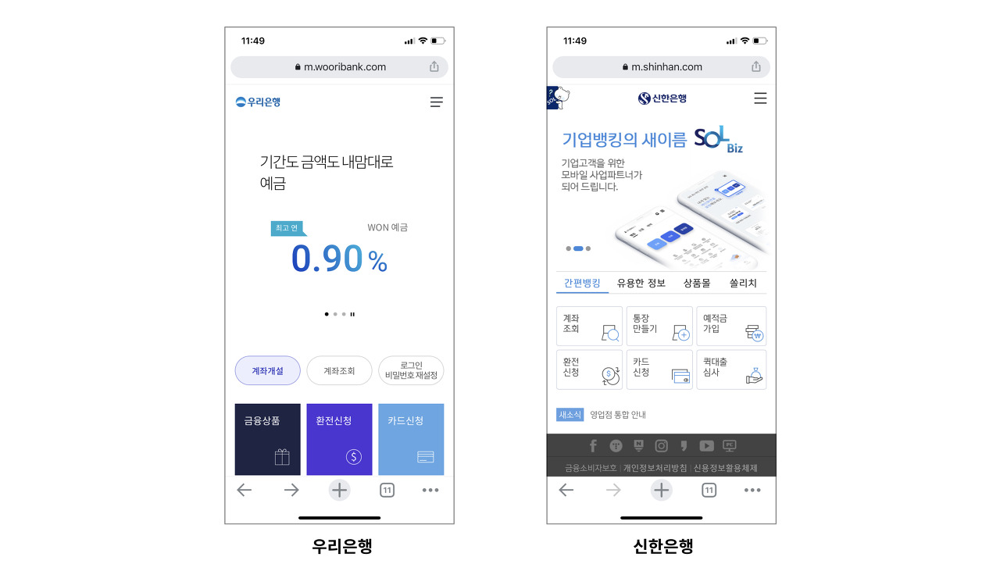 11:49
m.wooribank.com
우리은행
기간도 금액도 내맘대로
예금
최고 연
WON 예금
0.90 %
계좌개설
계좌조회
로그인
비밀번호 재설정
금융상품
환전신청
카드신청
11
우리은행
11:49
m.shinhan.com
?
SOL
신한은행
기업뱅킹의 새이름 SOL Biz
기업고객을 위한
모바일 사업파트너가
되어 드립니다.
간편뱅킹
유용한 정보
상품몰
쏠리치
계좌
조회
통장
만들기
예적금
가입
환전
신청
카드
신청
퀵대출
심사
새소식
영업점 통합 안내
PC
금융소비자보호 | 개인정보처리방침 | 신용정보활용체제
11
신한은행